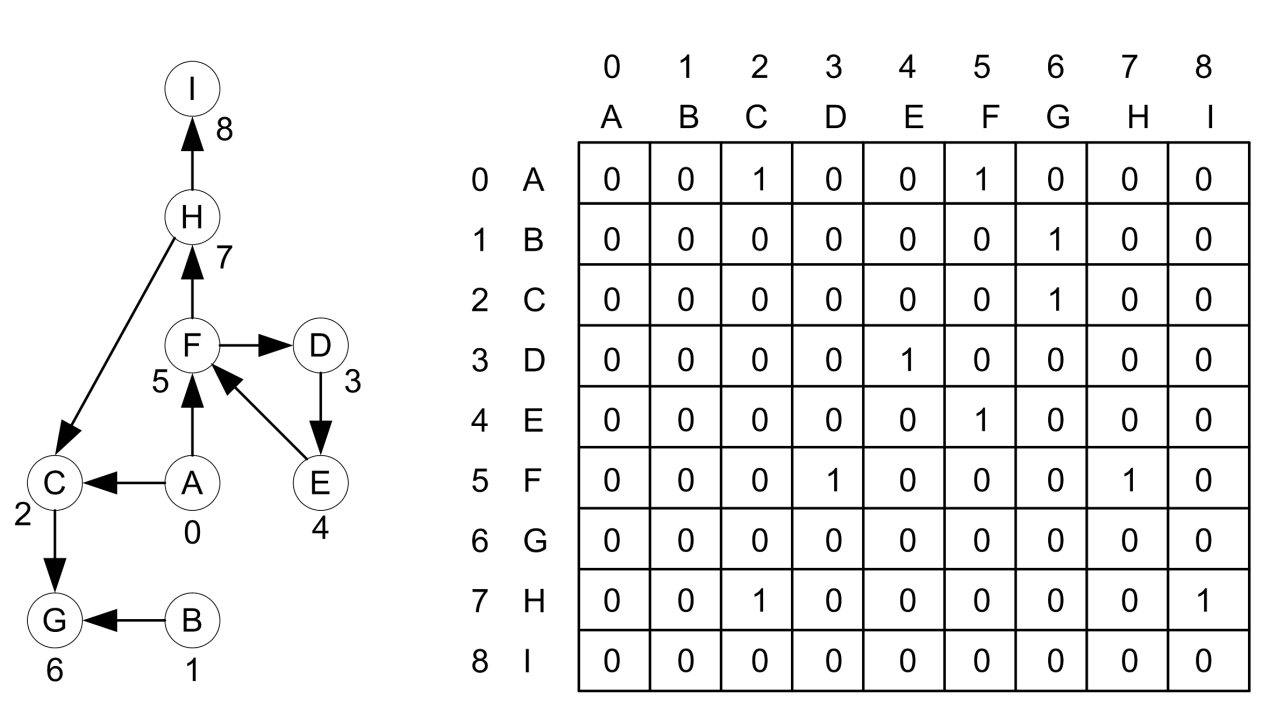 I
8
H
7
F
D
5
3
C
A
E
2
0
4
G
B
6
1
0 1 2 3 4 5 6 7 8
A B C D E F G H I
0 A 0 0 1 0 0 1 0 0 0
1 B 0 0 0 0 0 0 1 0 0
2 C 0 0 0 0 0 0 1 0 0
3 D 0 0 0 0 1 0 0 0 0
4 E 0 0 0 0 0 1 0 0 0
5 F 0 0 0 1 0 0 0 1 0
6 G 0 0 0 0 0 0 0 0 0
7 H 0 0 1 0 0 0 0 0 1
8 I 0 0 0 0 0 0 0 0 0